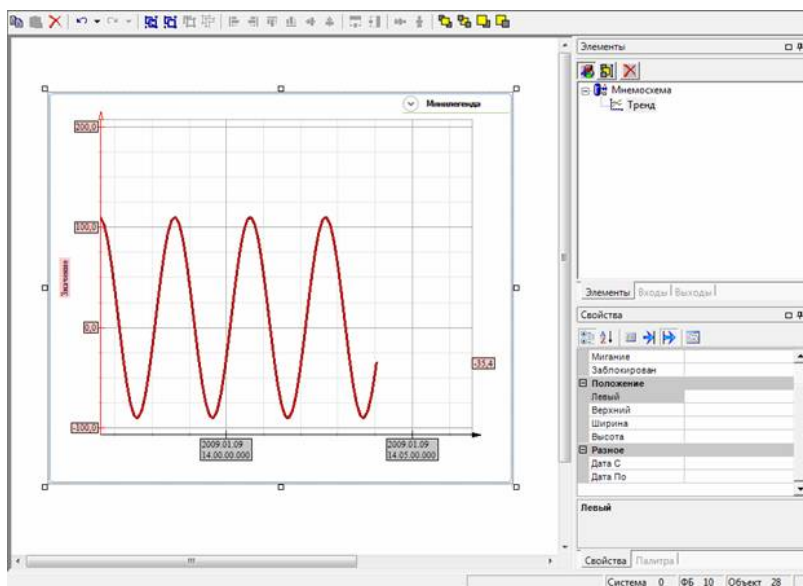 Элементы
Мнемосхема
Тренд
Минилегенда
200,0
100,0
Значение
0,0
-35,4
-100,0
2009.01.09
14.00.00.000
2009.01.09
14.05.00.000
Элементы Входы Выходы
Свойства
Мигание
Заблокирован
Положение
Левый
Верхний
Ширина
Высота
Разное
Дата С
Дата По
Левый
Свойства Палитра
Система 0 ФБ 10 Объект 28